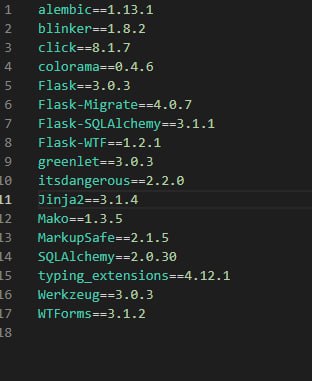 1 alembic==1.13.1
2 blinker==1.8.2
3 click==8.1.7
4 colorama==0.4.6
5 Flask==3.0.3
6 Flask-Migrate==4.0.7
7 Flask-SQLAlchemy==3.1.1
8 Flask-WTF==1.2.1
9 greenlet==3.0.3
10 itsdangerous==2.2.0
11 Jinja2==3.1.4
12 Mako==1.3.5
13 MarkupSafe==2.1.5
14 SQLAlchemy==2.0.30
15 typing_extensions==4.12.1
16 Werkzeug==3.0.3
17 WTForms==3.1.2
18